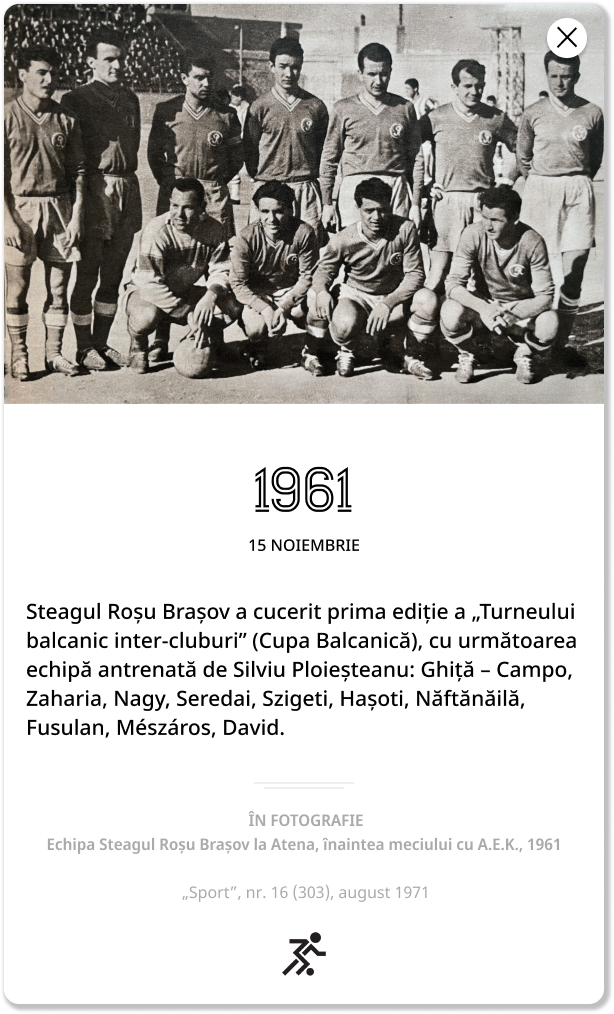 1961
15 NOIEMBRIE
Steagul Roșu Brașov a cucerit prima ediție a „Turneului
balcanic inter-cluburi” (Cupa Balcanică), cu următoarea
echipă antrenată de Silviu Ploieșteanu: Ghiță – Campo,
Zaharia, Nagy, Seredai, Szigeti, Hașoti, Năftănăilă,
Fusulan, Mészáros, David.
ÎN FOTOGRAFIE
Echipa Steagul Roșu Brașov la Atena, înaintea meciului cu A.E.K., 1961
„Sport”, nr. 16 (303), august 1971